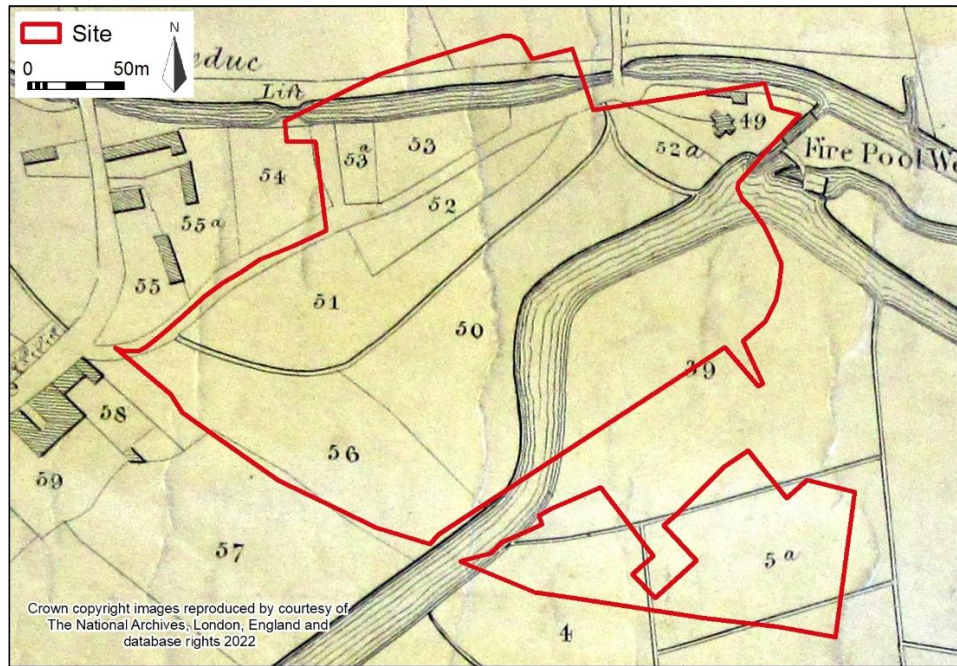 Site
N
0 50m
educ
Lift
49
Fire Pool We
53
53a
52a
54
52
55a
55
51
50
39
58
56
59
57
5a
4
Crown copyright images reproduced by courtesy of
The National Archives, London, England and
database rights 2022